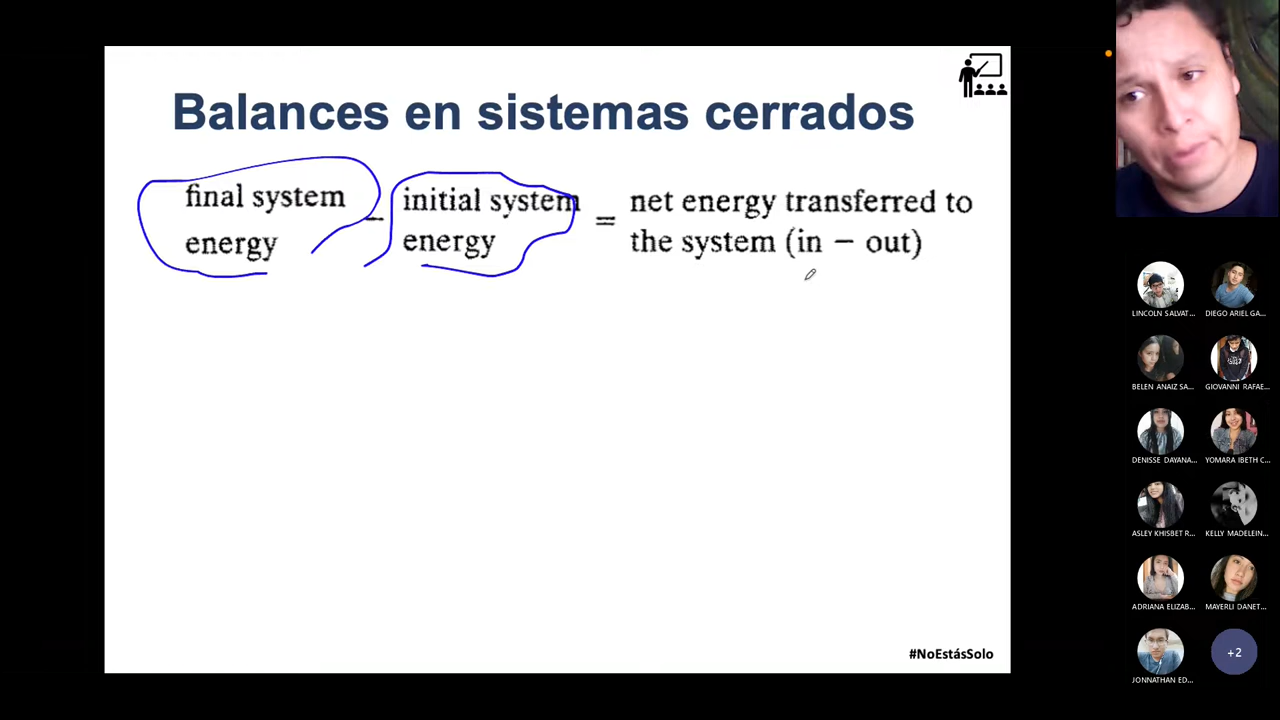 Balances en sistemas cerrados
final system energy − initial system energy = net energy transferred to the system (in − out)
#NoEstásSolo
LINCOLN SALVAT...
DIEGO ARIEL GA...
BELEN ANAIZ SA...
GIOVANNI RAFAE...
DENISSE DAYANA...
YOMARA IBETH C...
ASLEY KHISBET R...
KELLY MADELEIN...
ADRIANA ELIZAB...
MAYERLI DANET...
JONNATHAN ED...
+2